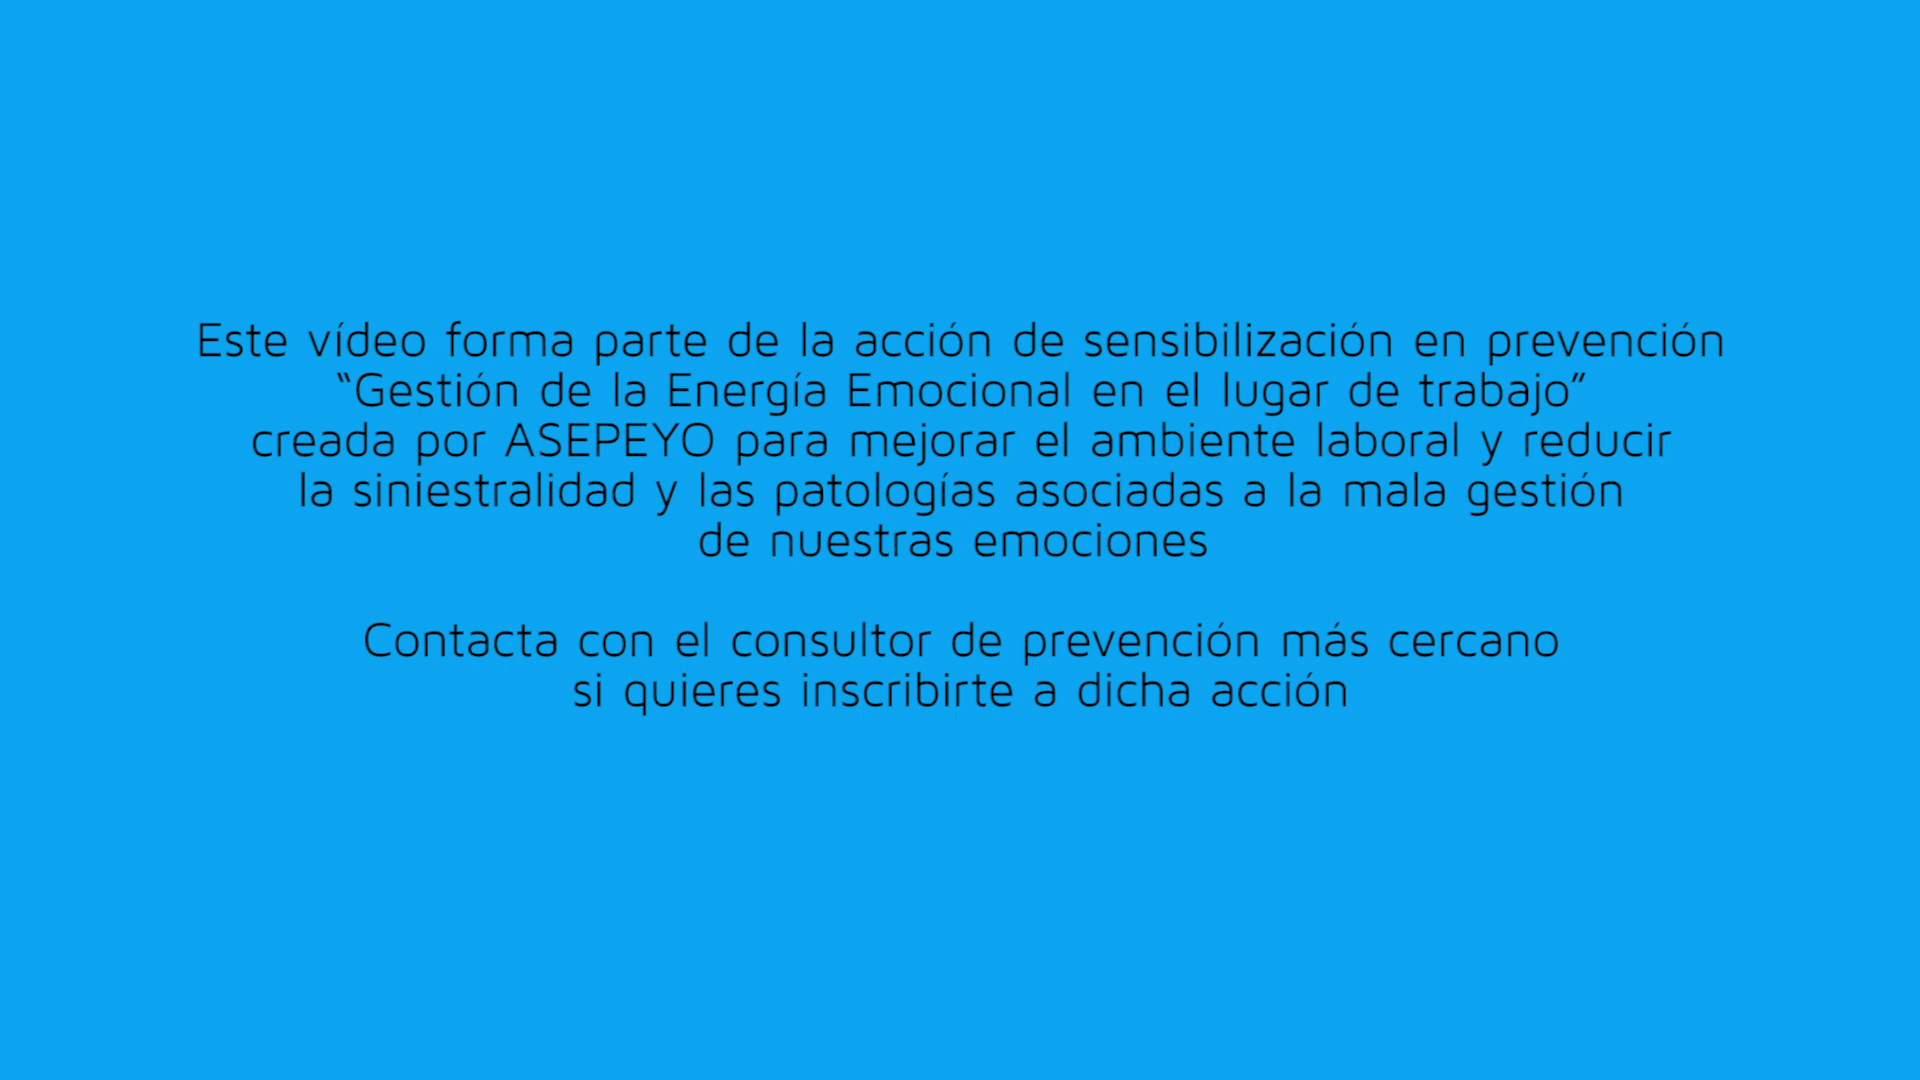 Este vídeo forma parte de la acción de sensibilización en prevención
“Gestión de la Energía Emocional en el lugar de trabajo”
creada por ASEPEYO para mejorar el ambiente laboral y reducir
la siniestralidad y las patologías asociadas a la mala gestión
de nuestras emociones
Contacta con el consultor de prevención más cercano
si quieres inscribirte a dicha acción